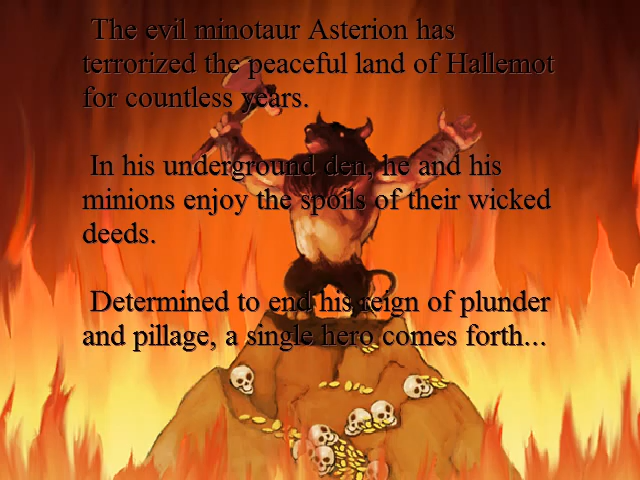 The evil minotaur Asterion has
terrorized the peaceful land of Hallemot
for countless years.
In his underground den, he and his
minions enjoy the spoils of their wicked
deeds.
Determined to end his reign of plunder
and pillage, a single hero comes forth...